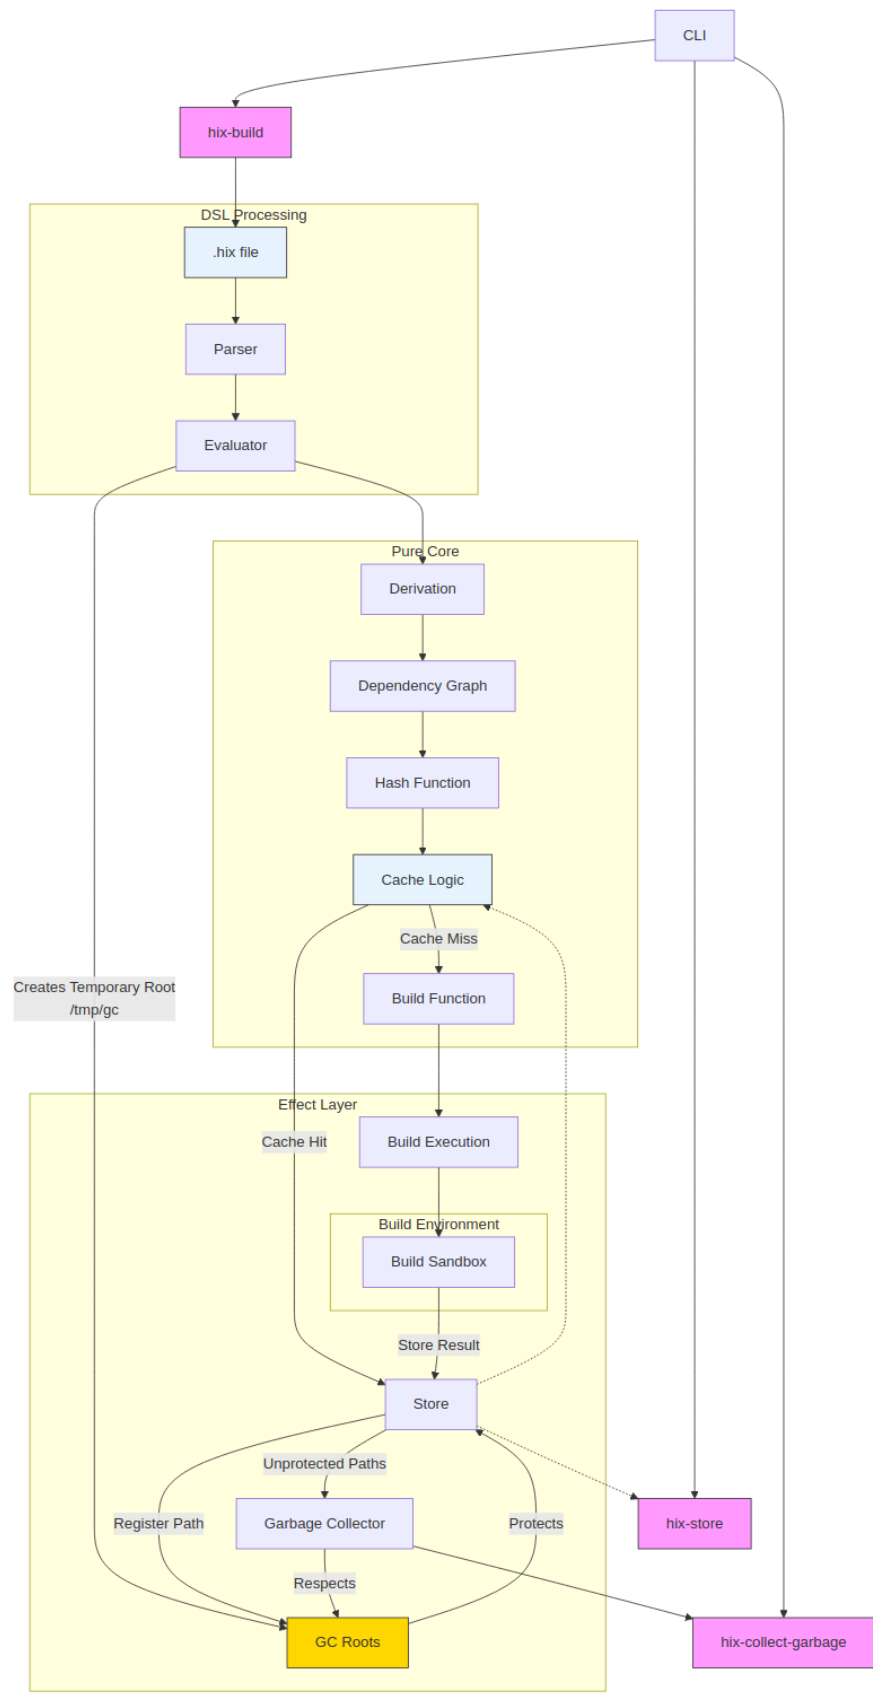 CLI
hix-build
DSL Processing
.hix file
Parser
Evaluator
Pure Core
Derivation
Dependency Graph
Hash Function
Cache Logic
Cache Miss
Creates Temporary Root
/tmp/gc
Build Function
Effect Layer
Cache Hit
Build Execution
Build Environment
Build Sandbox
Store Result
Store
Unprotected Paths
Register Path
Garbage Collector
Protects
hix-store
Respects
GC Roots
hix-collect-garbage